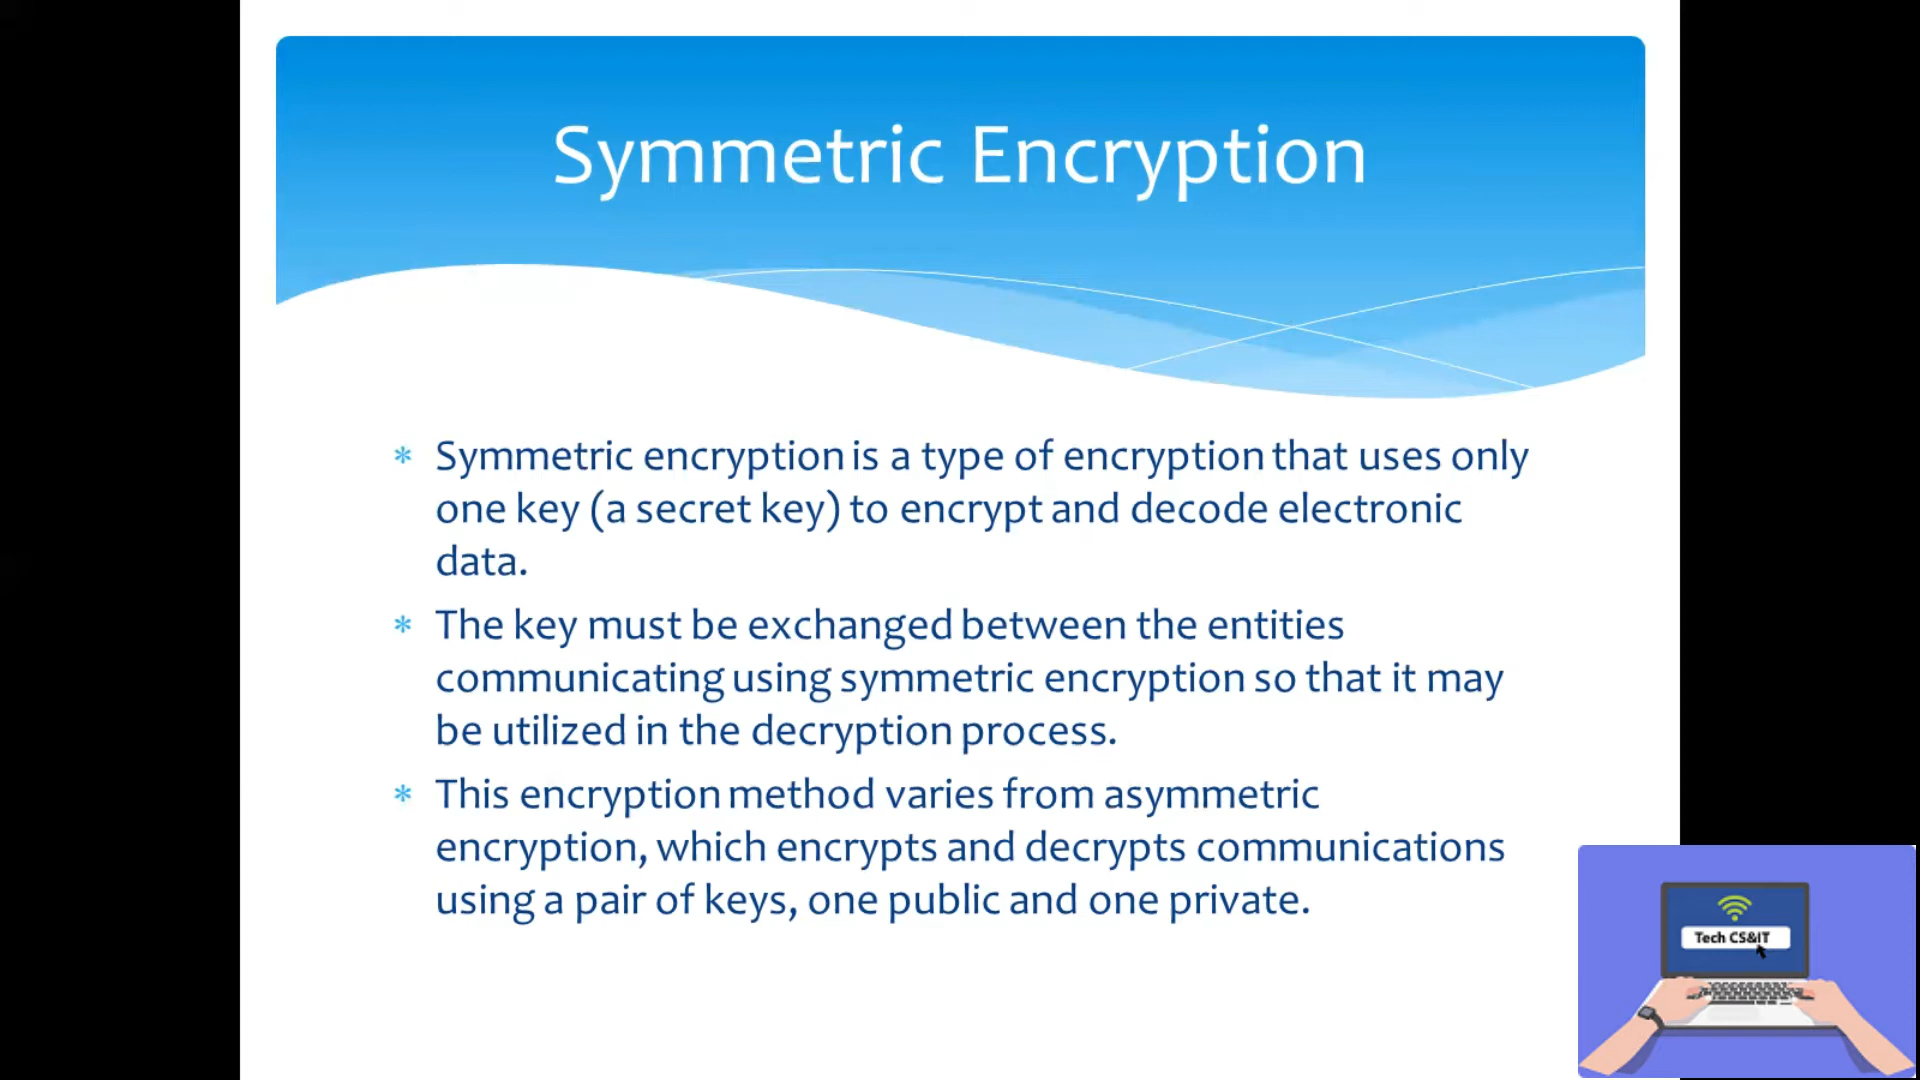 Symmetric Encryption
* Symmetric encryption is a type of encryption that uses only
one key (a secret key) to encrypt and decode electronic
data.
* The key must be exchanged between the entities
communicating using symmetric encryption so that it may
be utilized in the decryption process.
* This encryption method varies from asymmetric
encryption, which encrypts and decrypts communications
using a pair of keys, one public and one private.
Tech CS&IT